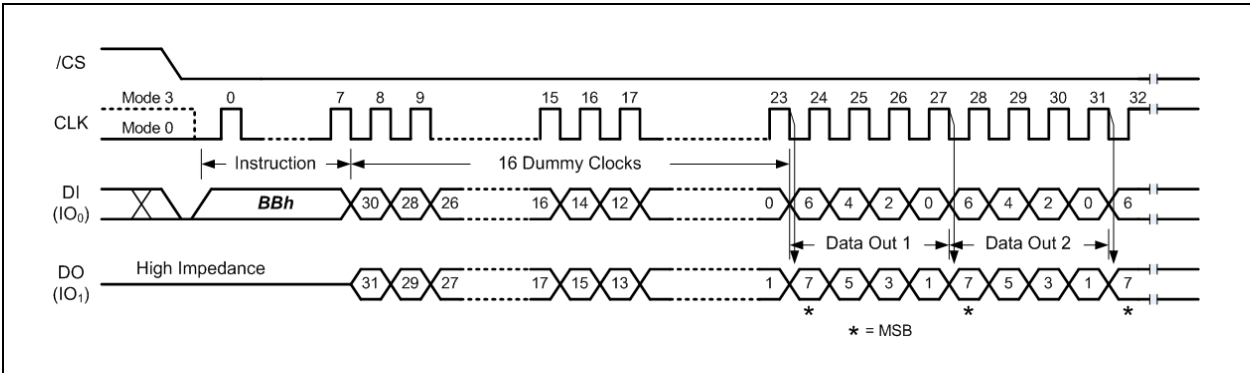 /CS
Mode 3 0 7 8 9 15 16 17 23 24 25 26 27 28 29 30 31 32
CLK
Mode 0
Instruction 16 Dummy Clocks
DI
(IO₀)
BBh 30 28 26 16 14 12 0 6 4 2 0 6 4 2 0 6
Data Out 1 Data Out 2
DO
(IO₁)
High Impedance
31 29 27 17 15 13 1 7 5 3 1 7 5 3 1 7
* * *
* = MSB